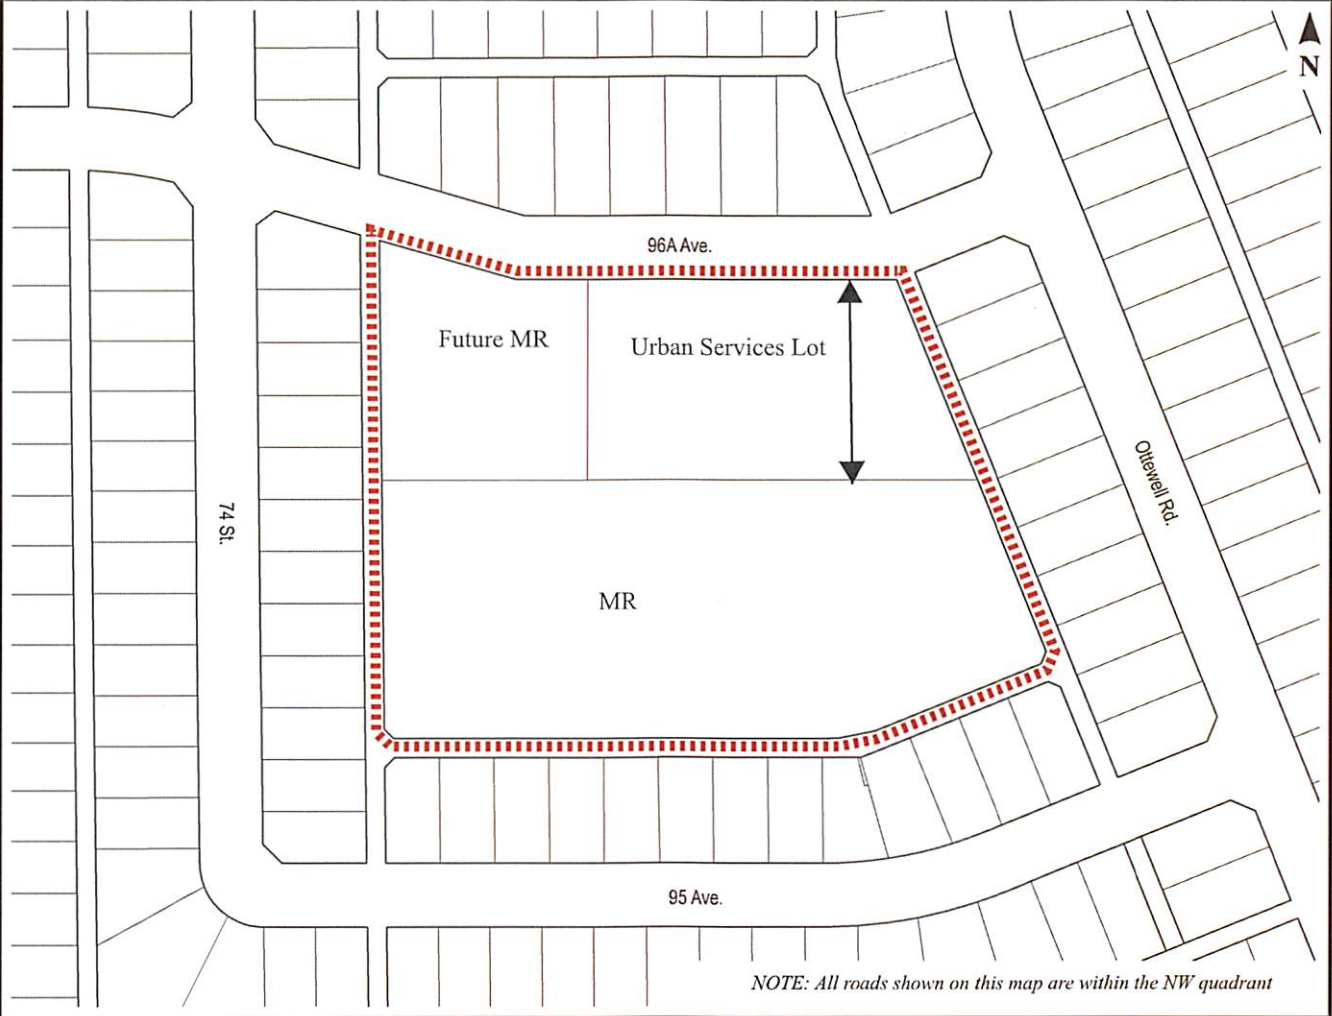 N
96A Ave.
Future MR
Urban Services Lot
Ottewell Rd.
74 St.
MR
95 Ave.
NOTE: All roads shown on this map are within the NW quadrant